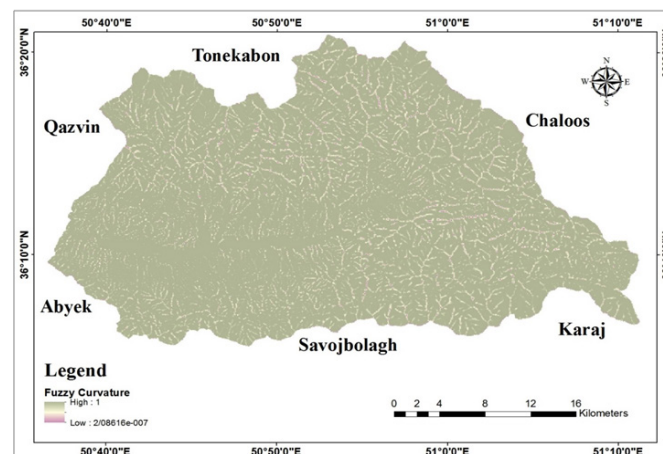 50°40'0"E 50°50'0"E 51°0'0"E 51°10'0"E
36°20'0"N
Tonekabon
N
W E
S
Qazvin
Chaloos
36°10'0"N
Abyek
Savojbolagh
Karaj
Legend
Fuzzy Curvature
High : 1
Low : 2/08616e-007
0 2 4 8 12 16
Kilometers
50°40'0"E 50°50'0"E 51°0'0"E 51°10'0"E